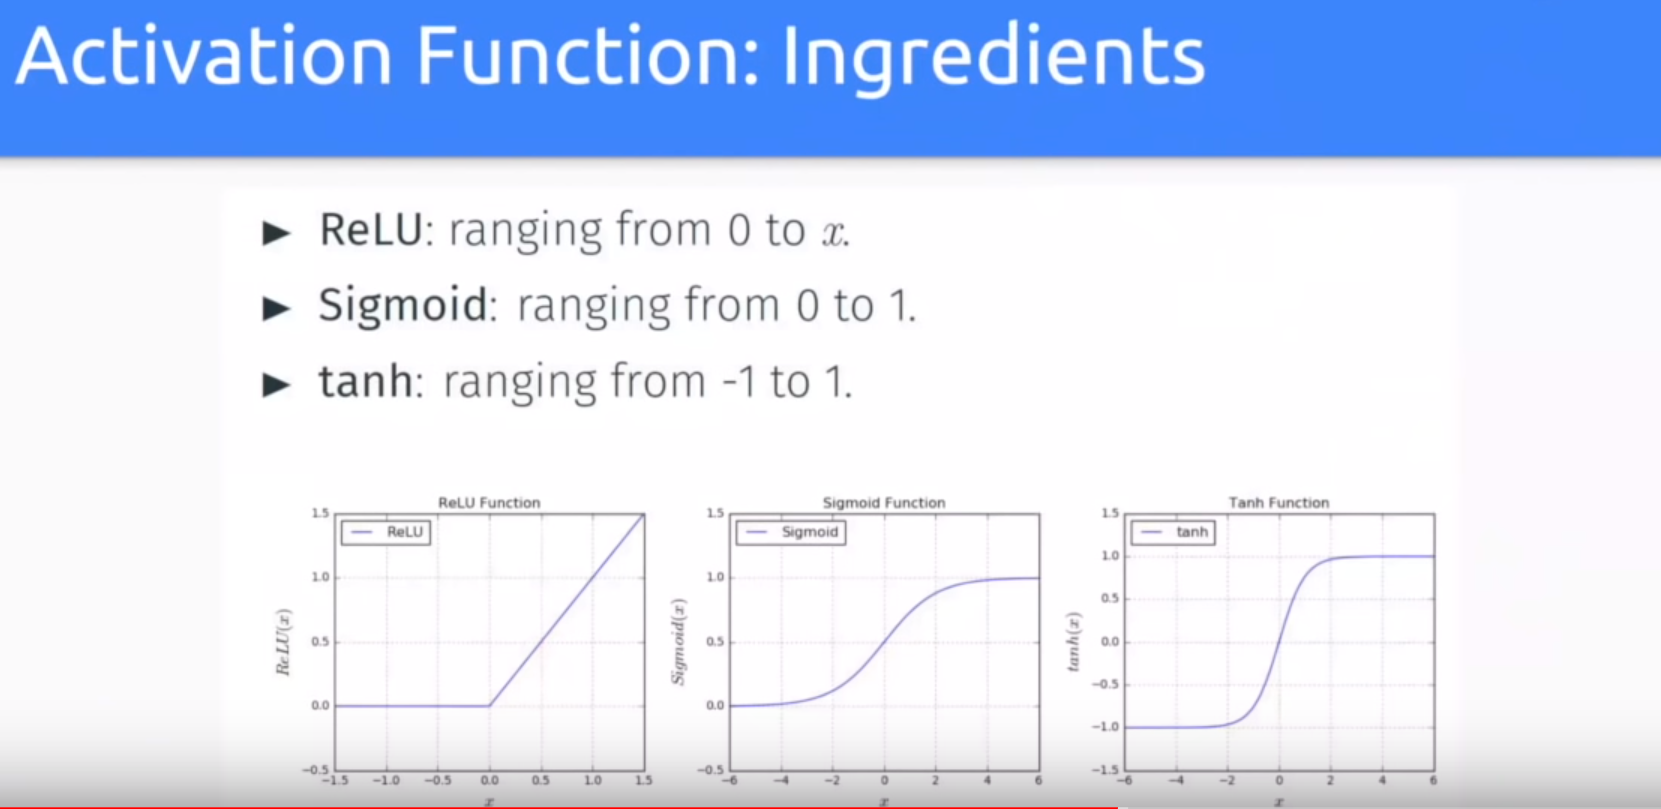 Activation Function: Ingredients
► ReLU: ranging from 0 to x.
► Sigmoid: ranging from 0 to 1.
► tanh: ranging from -1 to 1.
ReLU Function
ReLU
ReLU(x)
1.5
1.0
0.5
0.0
−0.5
−1.5 −1.0 −0.5 0.0 0.5 1.0 1.5
x
Sigmoid Function
Sigmoid
Sigmoid(x)
1.5
1.0
0.5
0.0
−0.5
−6 −4 −2 0 2 4 6
x
Tanh Function
tanh
tanh(x)
1.5
1.0
0.5
0.0
−0.5
−1.0
−1.5
−6 −4 −2 0 2 4 6
x